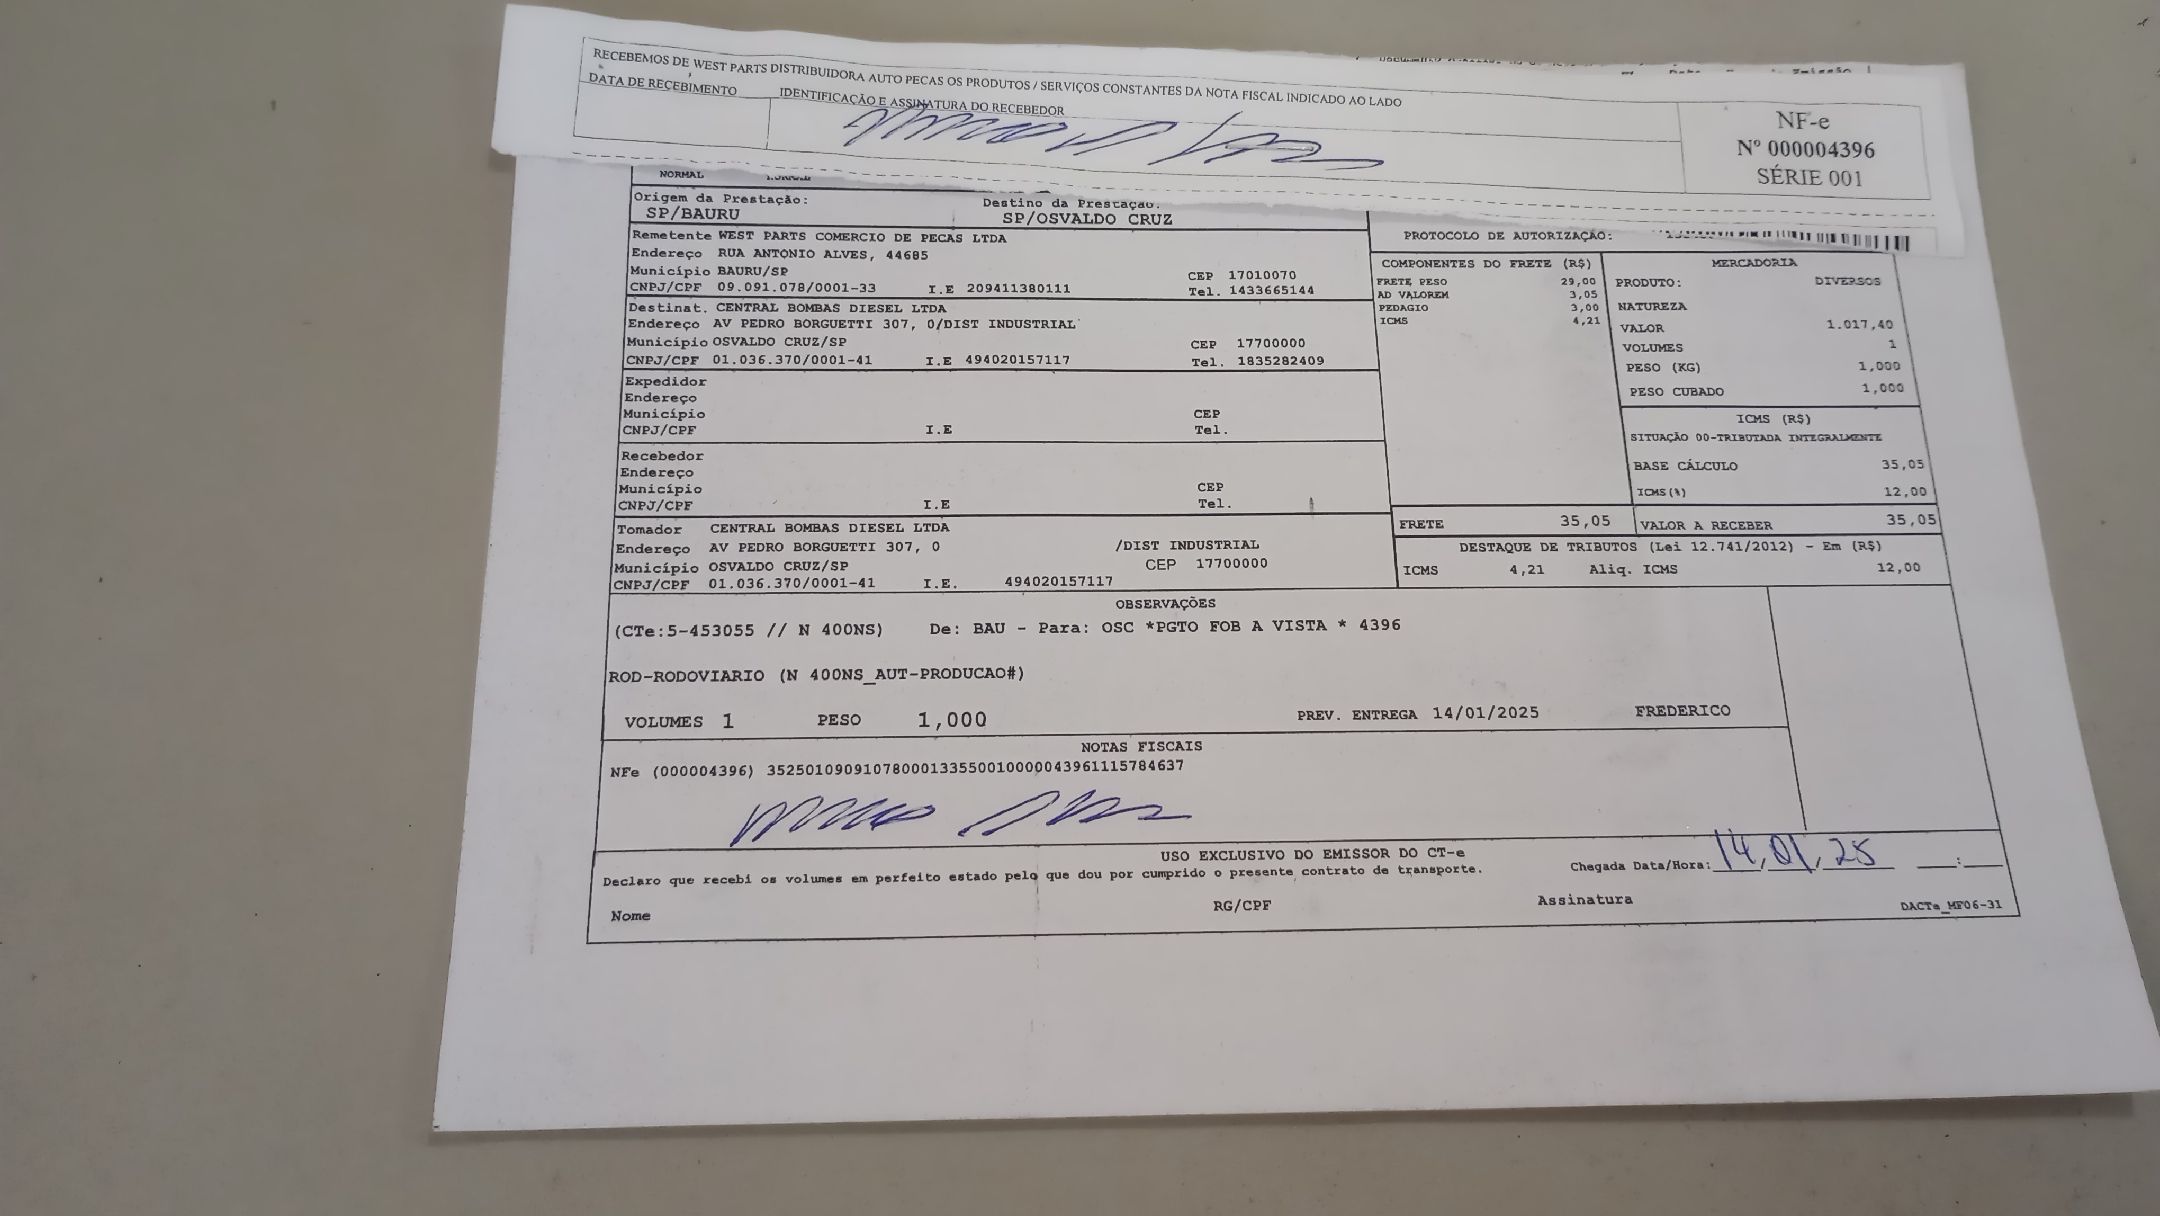 RECEBEMOS DE WEST PARTS DISTRIBUIDORA AUTO PECAS OS PRODUTOS / SERVIÇOS CONSTANTES DA NOTA FISCAL INDICADO AO LADO
DATA DE RECEBIMENTO IDENTIFICAÇÃO E ASSINATURA DO RECEBEDOR
NF-e
Nº 000004396
SÉRIE 001
NORMAL
Origem da Prestação: Destino da Prestação:
SP/BAURU SP/OSVALDO CRUZ
Remetente WEST PARTS COMERCIO DE PECAS LTDA
Endereço RUA ANTONIO ALVES, 44685
Município BAURU/SP CEP 17010070
CNPJ/CPF 09.091.078/0001-33 I.E 209411380111 Tel. 1433665144
Destinat. CENTRAL BOMBAS DIESEL LTDA
Endereço AV PEDRO BORGUETTI 307, 0/DIST INDUSTRIAL
Município OSVALDO CRUZ/SP CEP 17700000
CNPJ/CPF 01.036.370/0001-41 I.E 494020157117 Tel. 1835282409
Expedidor
Endereço
Município CEP
CNPJ/CPF I.E Tel.
Recebedor
Endereço
Município CEP
CNPJ/CPF I.E Tel.
Tomador CENTRAL BOMBAS DIESEL LTDA
Endereço AV PEDRO BORGUETTI 307, 0 /DIST INDUSTRIAL
Município OSVALDO CRUZ/SP CEP 17700000
CNPJ/CPF 01.036.370/0001-41 I.E. 494020157117
PROTOCOLO DE AUTORIZAÇÃO:
COMPONENTES DO FRETE (R$)
FRETE PESO 29,00
AD VALOREM 3,05
PEDAGIO 3,00
ICMS 4,21
MERCADORIA
PRODUTO: DIVERSOS
NATUREZA
VALOR 1.017,40
VOLUMES 1
PESO (KG) 1,000
PESO CUBADO 1,000
ICMS (R$)
SITUAÇÃO 00-TRIBUTADA INTEGRALMENTE
BASE CÁLCULO 35,05
ICMS(%) 12,00
FRETE 35,05 VALOR A RECEBER 35,05
DESTAQUE DE TRIBUTOS (Lei 12.741/2012) - Em (R$)
ICMS 4,21 Aliq. ICMS 12,00
OBSERVAÇÕES
(CTe:5-453055 // N 400NS) De: BAU - Para: OSC *PGTO FOB A VISTA * 4396
ROD-RODOVIARIO (N 400NS_AUT-PRODUCAO#)
VOLUMES 1 PESO 1,000 PREV. ENTREGA 14/01/2025 FREDERICO
NOTAS FISCAIS
NFe (000004396) 35250109091078000133550010000043961115784637
USO EXCLUSIVO DO EMISSOR DO CT-e
Declaro que recebi os volumes em perfeito estado pelo que dou por cumprido o presente contrato de transporte.
Chegada Data/Hora: 14,01,25 __:__
Nome RG/CPF Assinatura
DACTe_MF06-31